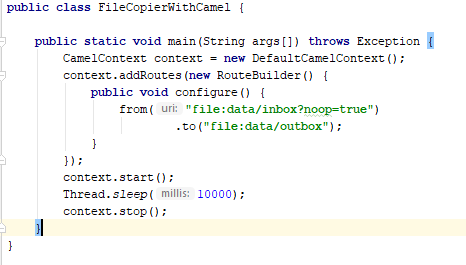 public class FileCopierWithCamel {
public static void main(String args[]) throws Exception {
CamelContext context = new DefaultCamelContext();
context.addRoutes(new RouteBuilder() {
public void configure() {
from( uri: "file:data/inbox?noop=true")
.to("file:data/outbox");
}
});
context.start();
Thread.sleep( millis: 10000);
context.stop();
}
}